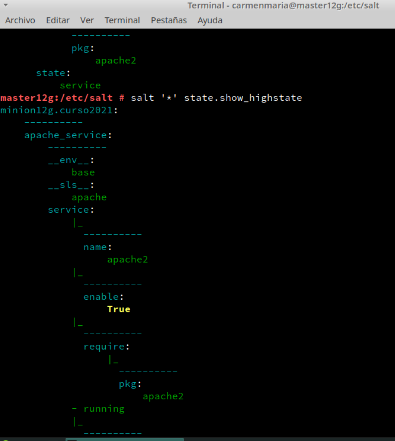 Terminal - carmenmaria@master12g:/etc/salt
Archivo Editar Ver Terminal Pestañas Ayuda
----------
pkg:
apache2
state:
service
master12g:/etc/salt # salt '*' state.show_highstate
minion12g.curso2021:
----------
apache_service:
----------
__env__:
base
__sls__:
apache
service:
|_
----------
name:
apache2
|_
----------
enable:
True
|_
----------
require:
|_
----------
pkg:
apache2
- running
|_
----------